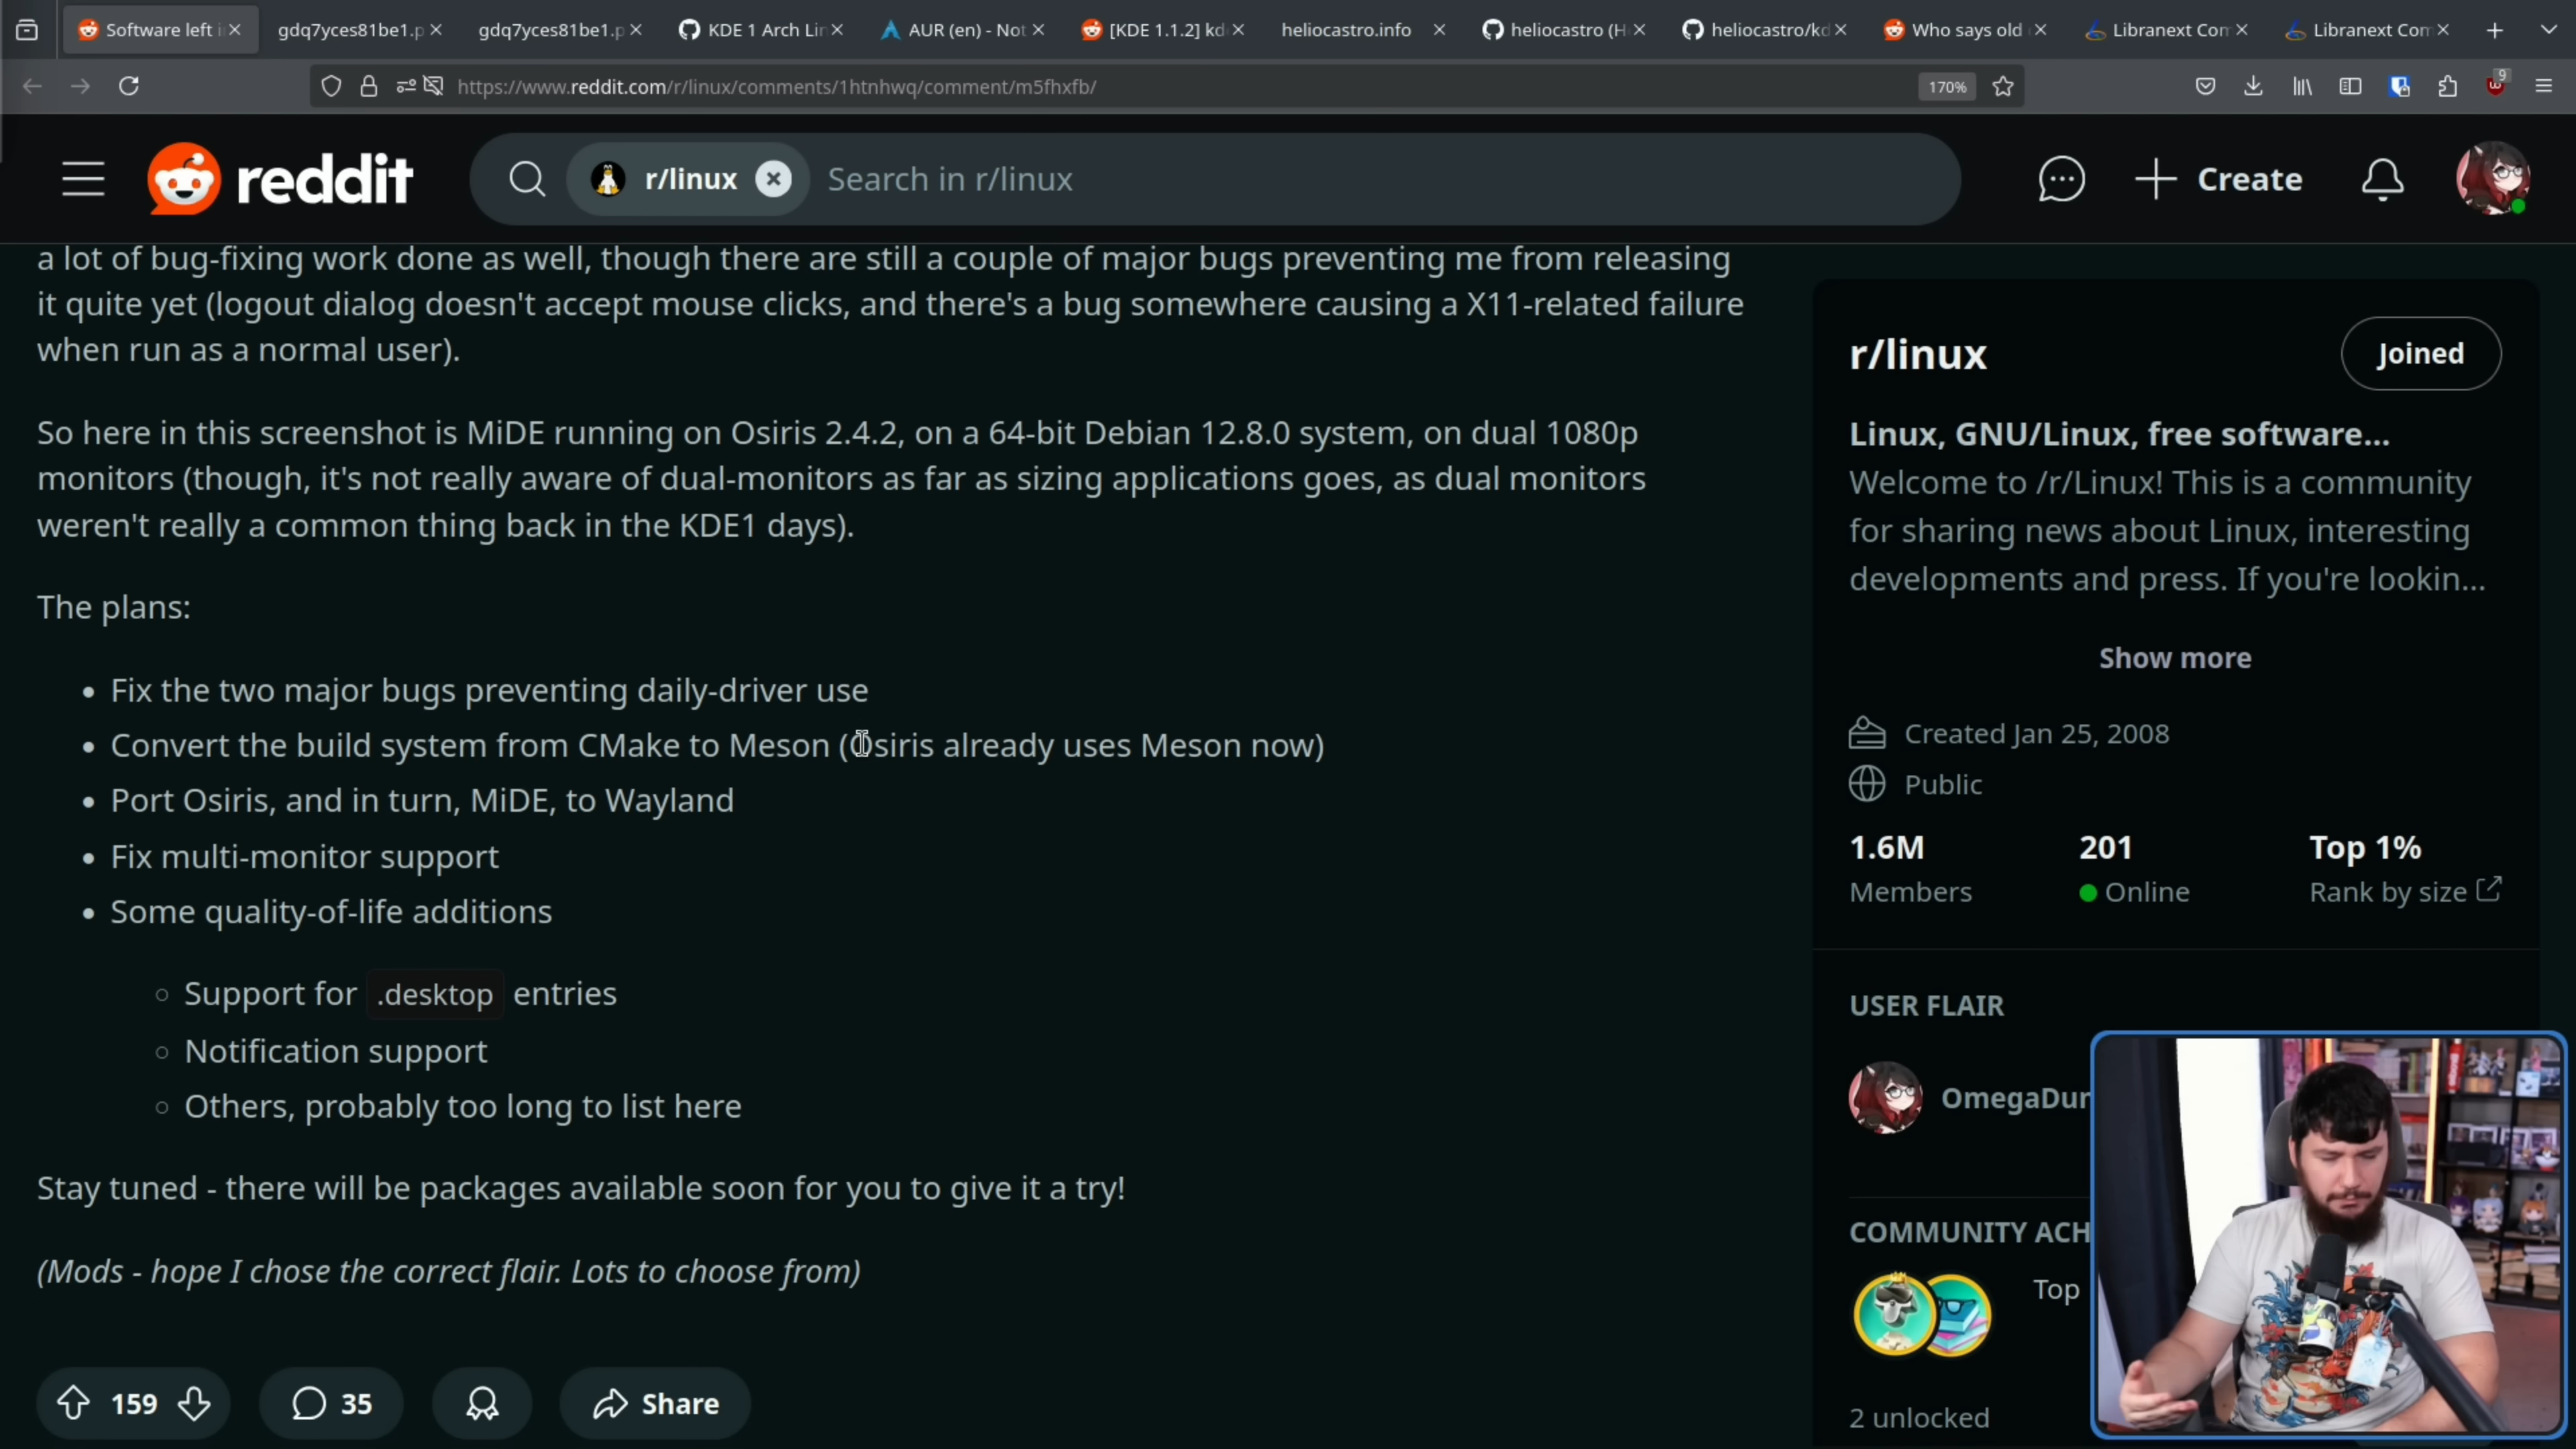 Software left i
gdq7yces81be1.p
gdq7yces81be1.p
KDE 1 Arch Lir
AUR (en) - Not
[KDE 1.1.2] kd
heliocastro.info
heliocastro (H
heliocastro/kd
Who says old
Libranext Com
Libranext Com
https://www.reddit.com/r/linux/comments/1htnhwq/comment/m5fhxfb/
170%
9
reddit
r/linux
Search in r/linux
Create
a lot of bug-fixing work done as well, though there are still a couple of major bugs preventing me from releasing
it quite yet (logout dialog doesn't accept mouse clicks, and there's a bug somewhere causing a X11-related failure
when run as a normal user).
So here in this screenshot is MiDE running on Osiris 2.4.2, on a 64-bit Debian 12.8.0 system, on dual 1080p
monitors (though, it's not really aware of dual-monitors as far as sizing applications goes, as dual monitors
weren't really a common thing back in the KDE1 days).
The plans:
Fix the two major bugs preventing daily-driver use
Convert the build system from CMake to Meson (Osiris already uses Meson now)
Port Osiris, and in turn, MiDE, to Wayland
Fix multi-monitor support
Some quality-of-life additions
Support for .desktop entries
Notification support
Others, probably too long to list here
Stay tuned - there will be packages available soon for you to give it a try!
(Mods - hope I chose the correct flair. Lots to choose from)
159
35
Share
r/linux
Joined
Linux, GNU/Linux, free software...
Welcome to /r/Linux! This is a community
for sharing news about Linux, interesting
developments and press. If you're lookin...
Show more
Created Jan 25, 2008
Public
1.6M
201
Top 1%
Members
Online
Rank by size
USER FLAIR
OmegaDun
COMMUNITY ACH
Top
2 unlocked